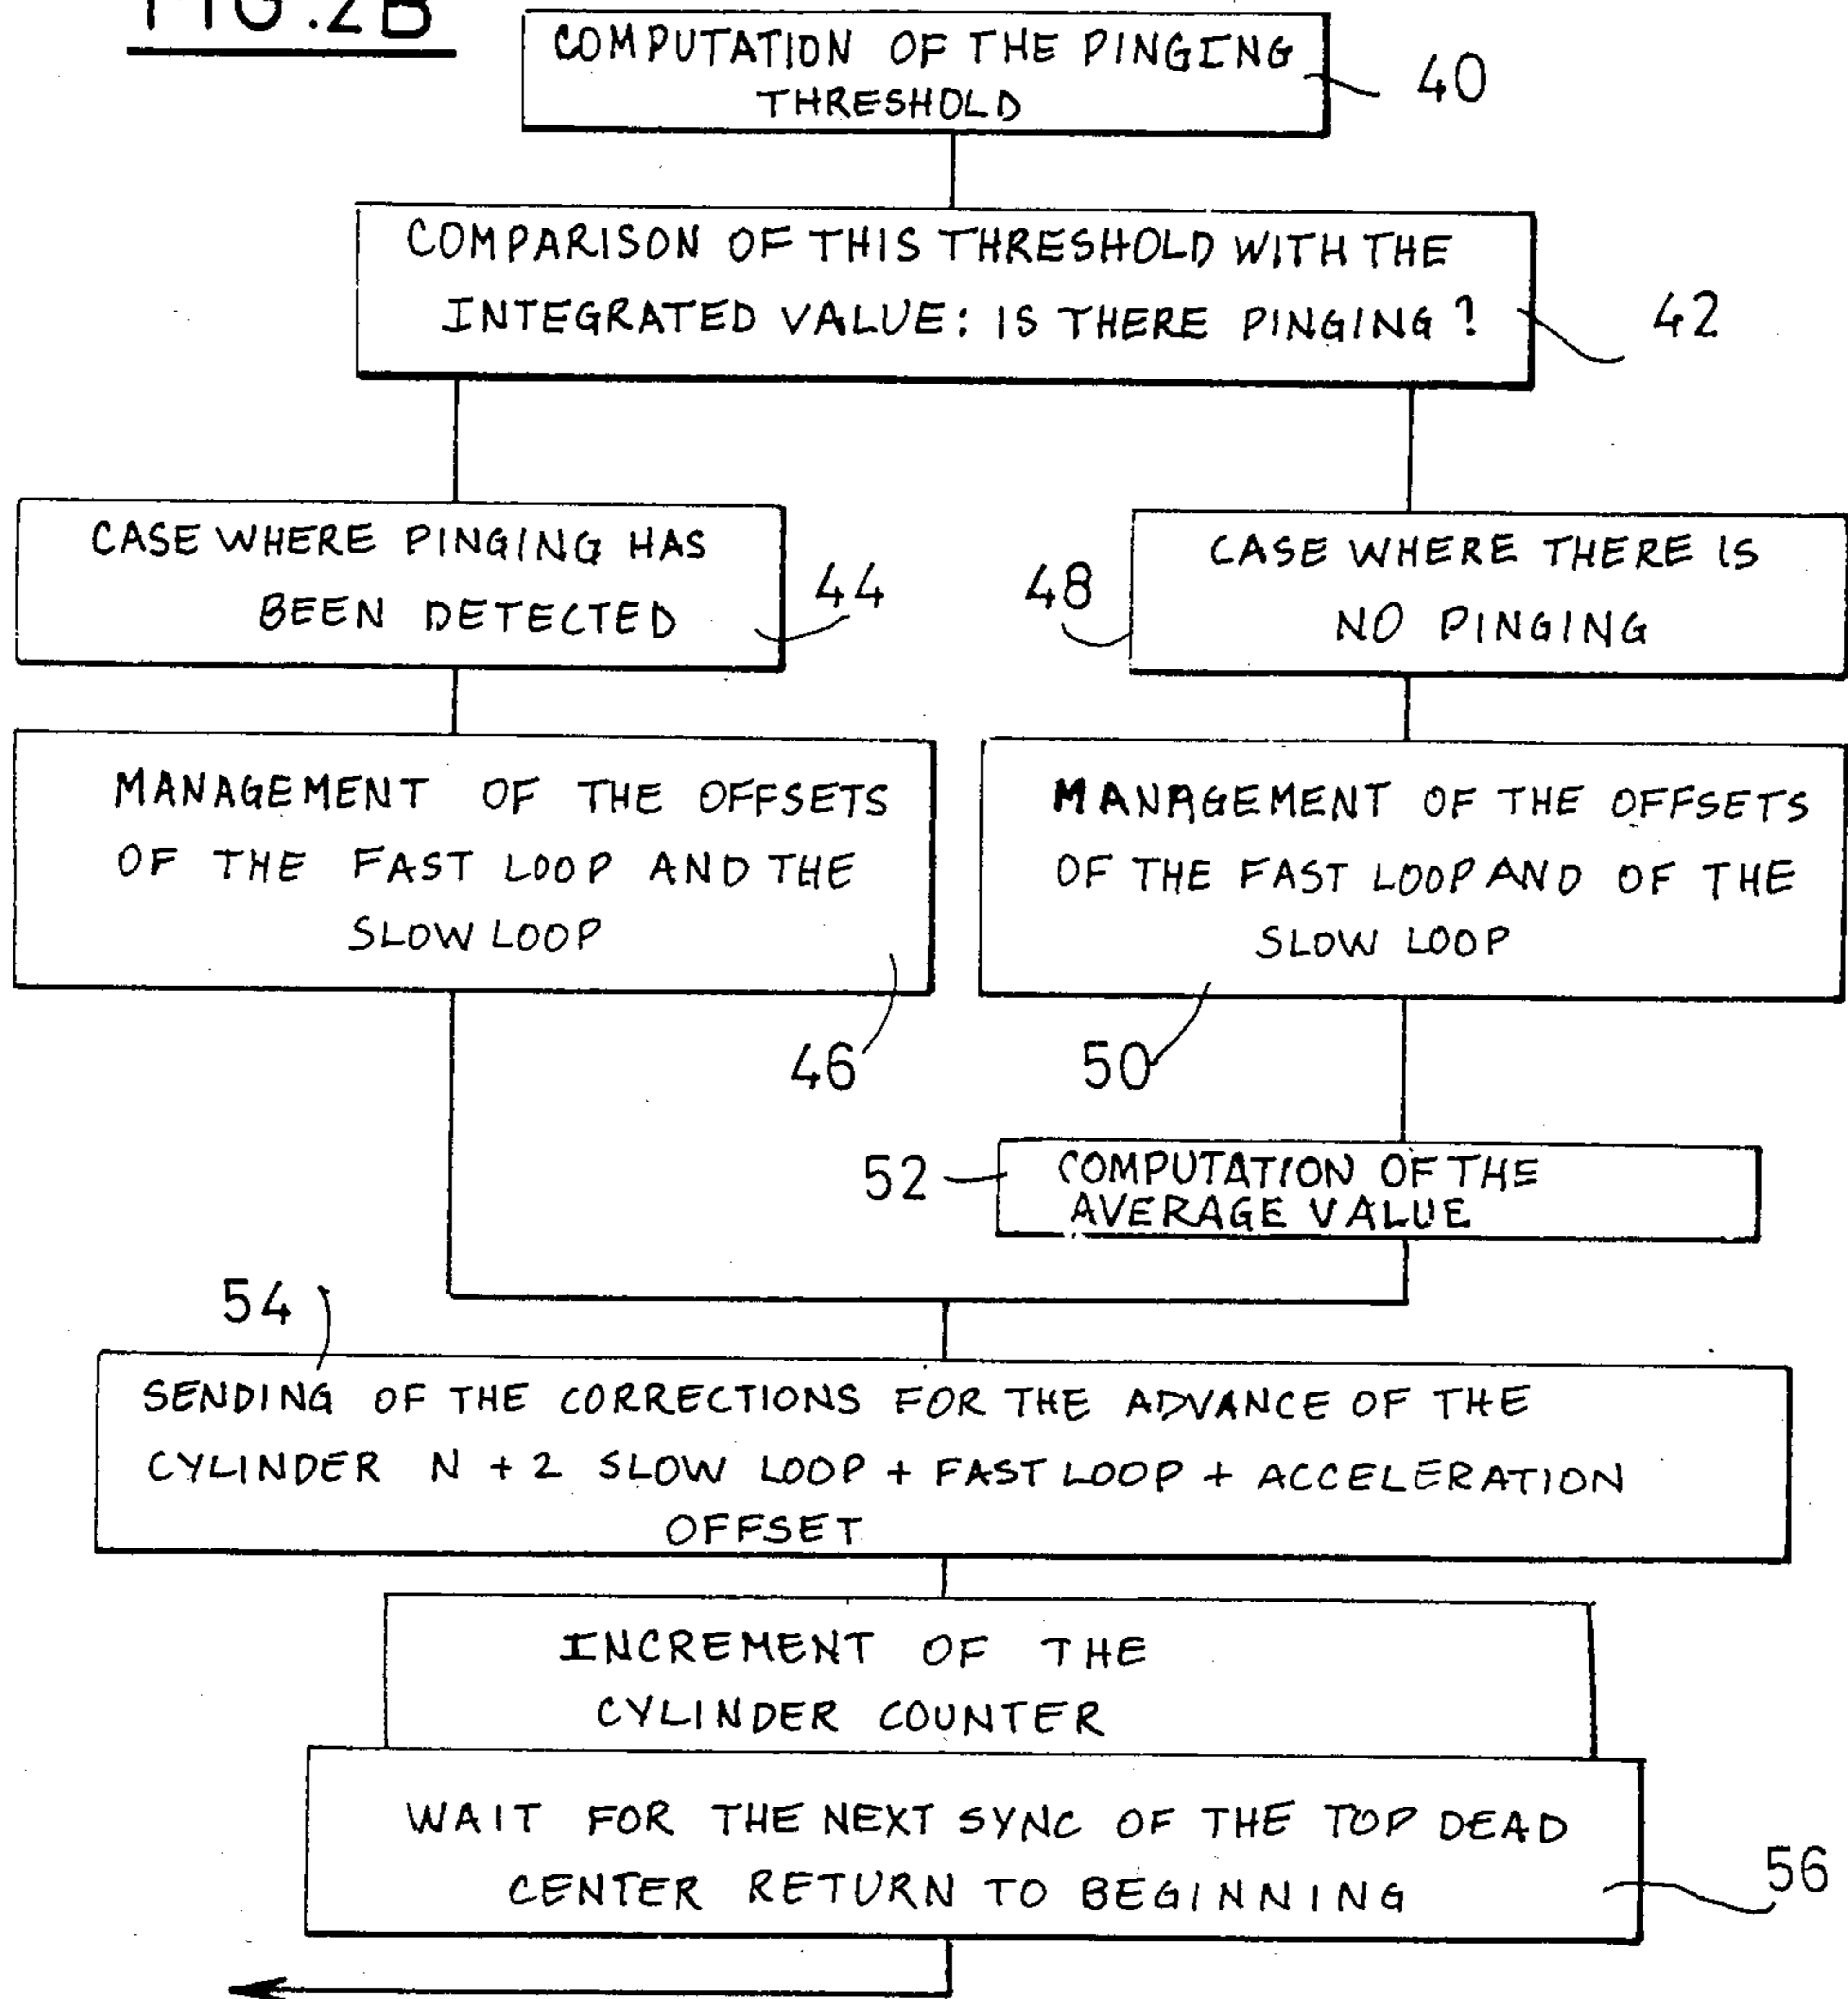 FIG.2B
COMPUTATION OF THE PINGING
THRESHOLD
40
COMPARISON OF THIS THRESHOLD WITH THE
INTEGRATED VALUE: IS THERE PINGING?
42
CASE WHERE PINGING HAS
BEEN DETECTED
44
48
CASE WHERE THERE IS
NO PINGING
MANAGEMENT OF THE OFFSETS
OF THE FAST LOOP AND THE
SLOW LOOP
46
MANAGEMENT OF THE OFFSETS
OF THE FAST LOOP AND OF THE
SLOW LOOP
50
52
COMPUTATION OF THE
AVERAGE VALUE
54
SENDING OF THE CORRECTIONS FOR THE ADVANCE OF THE
CYLINDER N + 2 SLOW LOOP + FAST LOOP + ACCELERATION
OFFSET
INCREMENT OF THE
CYLINDER COUNTER
WAIT FOR THE NEXT SYNC OF THE TOP DEAD
CENTER RETURN TO BEGINNING
56